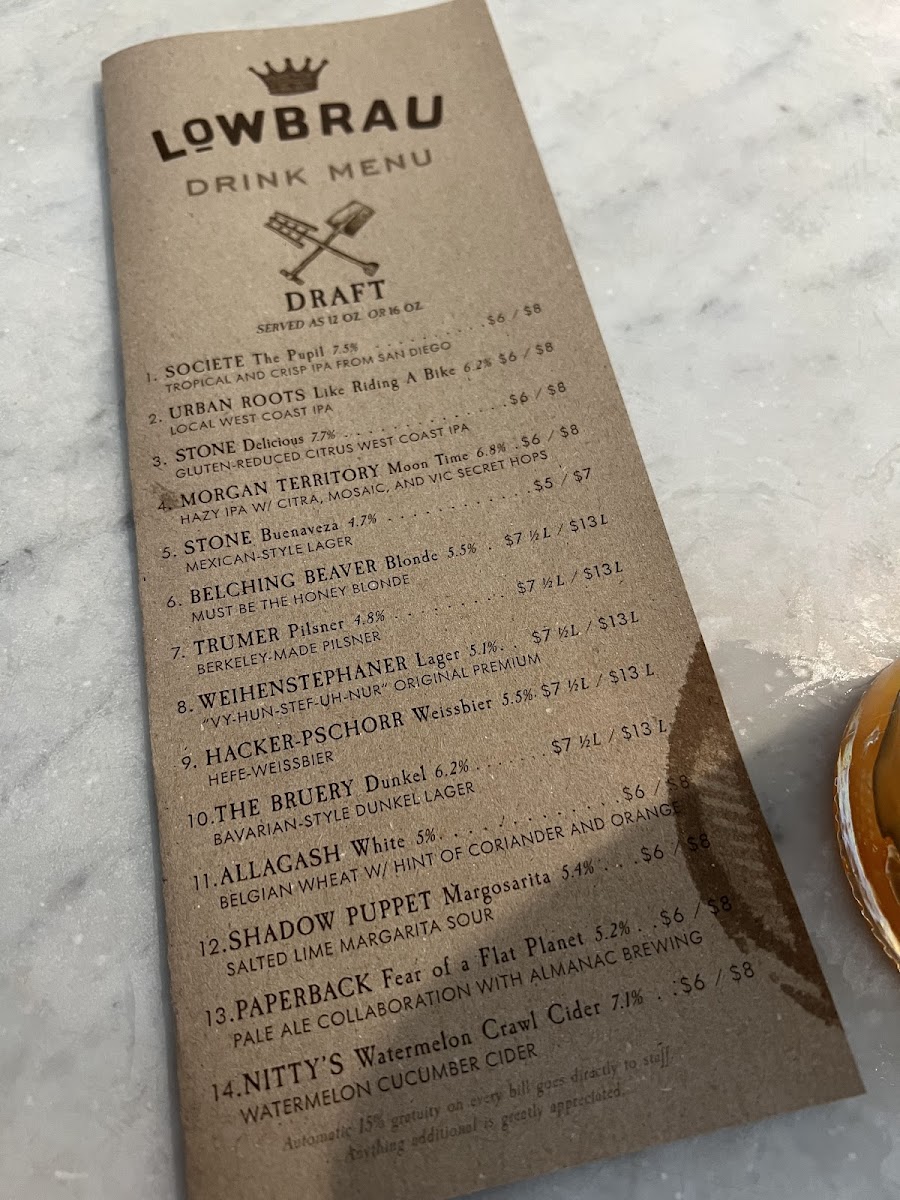 LOWBRAU
DRINK MENU
DRAFT
SERVED AS 12 OZ OR 16 OZ
1. SOCIETE The Pupil 7.5% . . . . . . . . . . $6 / $8
TROPICAL AND CRISP IPA FROM SAN DIEGO
2. URBAN ROOTS Like Riding A Bike 6.2% $6 / $8
LOCAL WEST COAST IPA
3. STONE Delicious 7.7% . . . . . . . . . . . . . . $6 / $8
GLUTEN-REDUCED CITRUS WEST COAST IPA
4. MORGAN TERRITORY Moon Time 6.8% . $6 / $8
HAZY IPA W/ CITRA, MOSAIC, AND VIC SECRET HOPS
5. STONE Buenaveza 4.7% . . . . . . . . . . . . $5 / $7
MEXICAN-STYLE LAGER
6. BELCHING BEAVER Blonde 5.5% . $7 ½L / $13 L
MUST BE THE HONEY BLONDE
7. TRUMER Pilsner 4.8% . . . . . . . . . $7 ½L / $13 L
BERKELEY-MADE PILSNER
8. WEIHENSTEPHANER Lager 5.1% . . $7 ½L / $13 L
"VY-HUN-STEF-UH-NUR" ORIGINAL PREMIUM
9. HACKER-PSCHORR Weissbier 5.5% . $7 ½L / $13 L
HEFE-WEISSBIER
10. THE BRUERY Dunkel 6.2% . . . . . . . $7 ½L / $13 L
BAVARIAN-STYLE DUNKEL LAGER
11. ALLAGASH White 5% . . . . . . . . . . . . . $6 / $8
BELGIAN WHEAT W/ HINT OF CORIANDER AND ORANGE
12. SHADOW PUPPET Margosarita 5.4% . . . $6 / $8
SALTED LIME MARGARITA SOUR
13. PAPERBACK Fear of a Flat Planet 5.2% . . $6 / $8
PALE ALE COLLABORATION WITH ALMANAC BREWING
14. NITTY'S Watermelon Crawl Cider 7.1% . . $6 / $8
WATERMELON CUCUMBER CIDER
Automatic 15% gratuity on every bill goes directly to staff.
Anything additional is greatly appreciated.